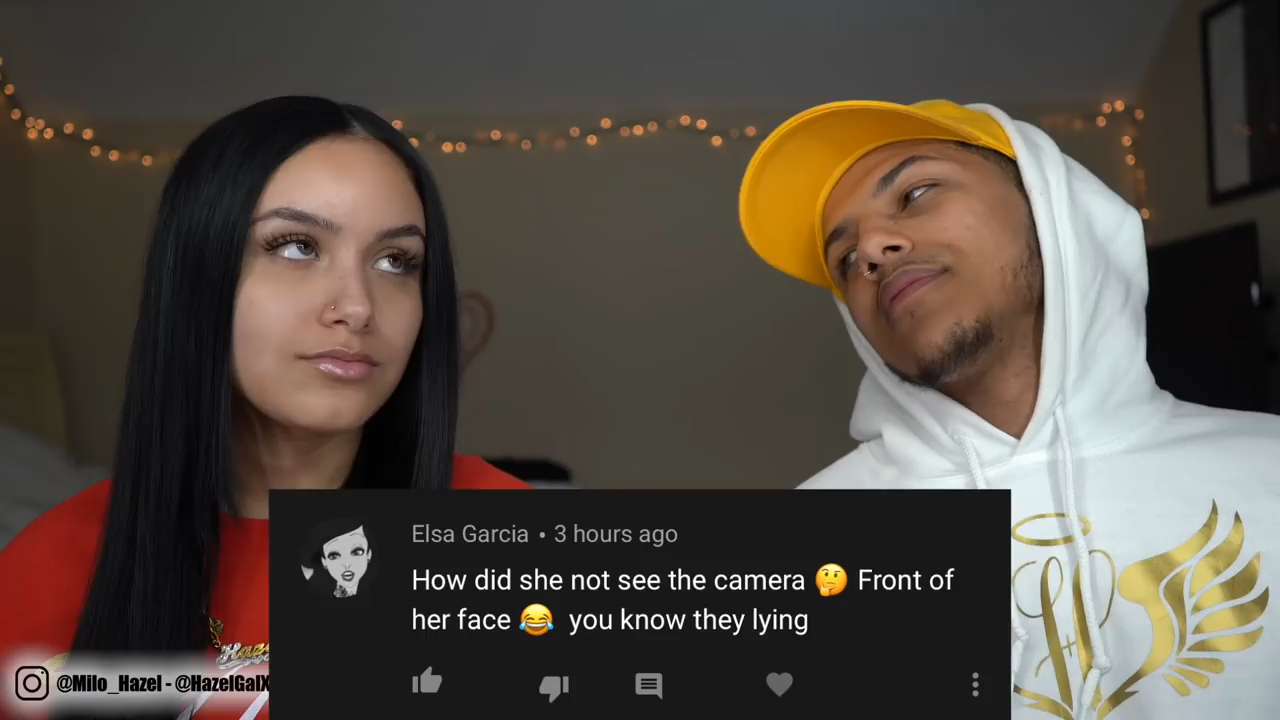 Elsa Garcia • 3 hours ago
How did she not see the camera 🤔 Front of
her face 😂 you know they lying
@Milo_Hazel - @HazelGalX